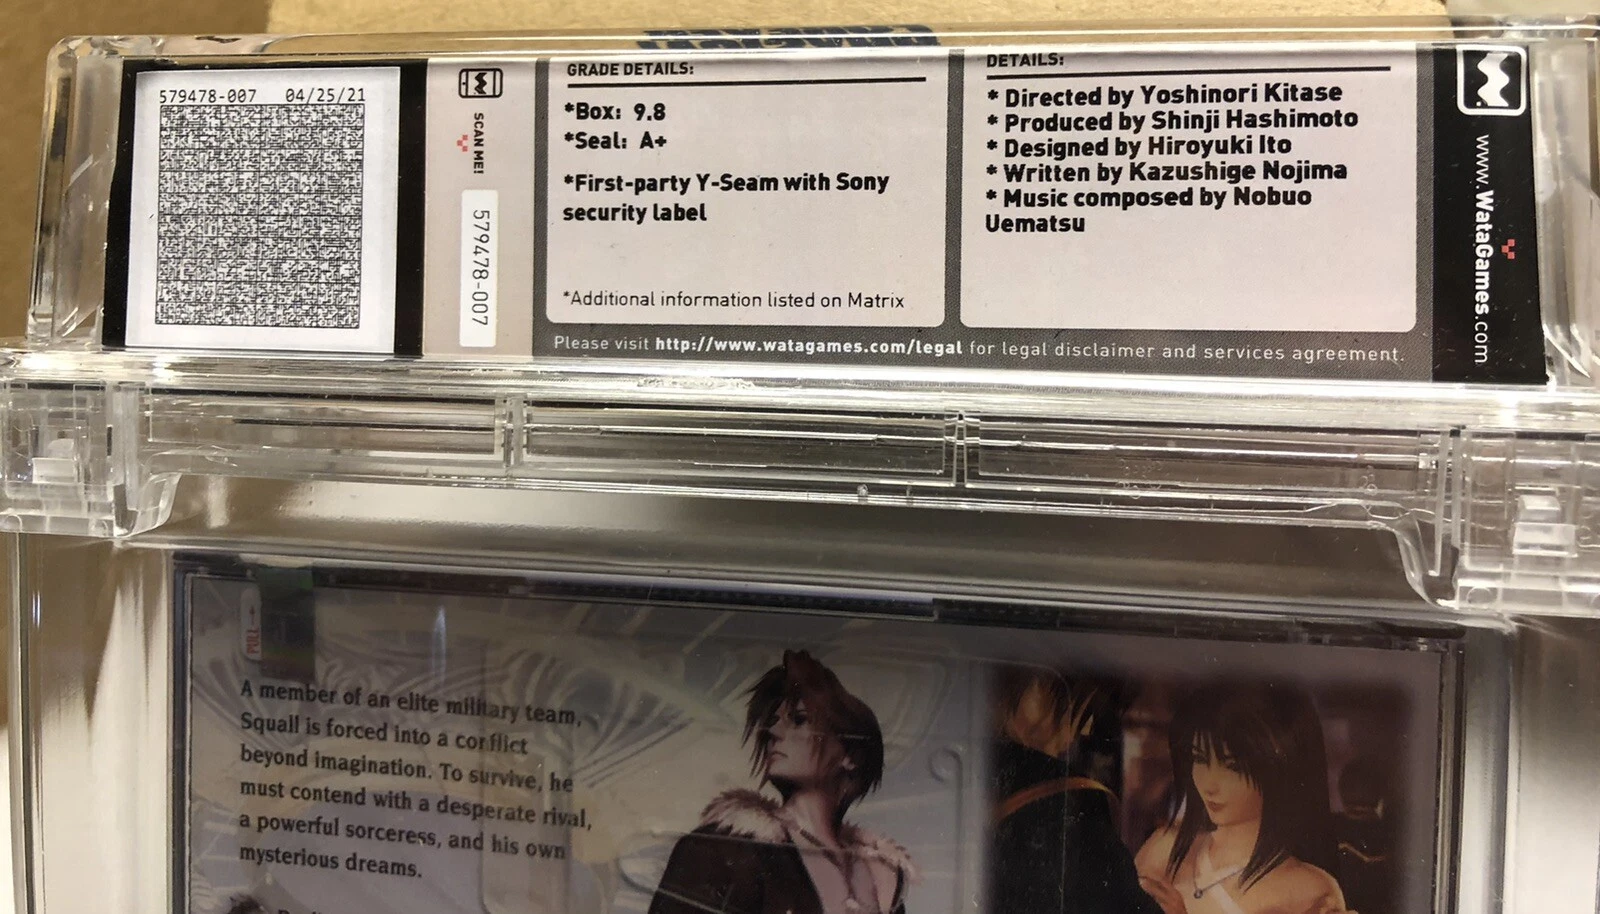 579478-007 04/25/21
SCAN ME!
579478-007
GRADE DETAILS:
*Box: 9.8
*Seal: A+
*First-party Y-Seam with Sony
security label
*Additional information listed on Matrix
DETAILS:
* Directed by Yoshinori Kitase
* Produced by Shinji Hashimoto
* Designed by Hiroyuki Ito
* Written by Kazushige Nojima
* Music composed by Nobuo
Uematsu
www.WataGames.com
Please visit http://www.watagames.com/legal for legal disclaimer and services agreement.
PULL
A member of an elite military team,
Squall is forced into a conflict
beyond imagination. To survive, he
must contend with a desperate rival,
a powerful sorceress, and his own
mysterious dreams.